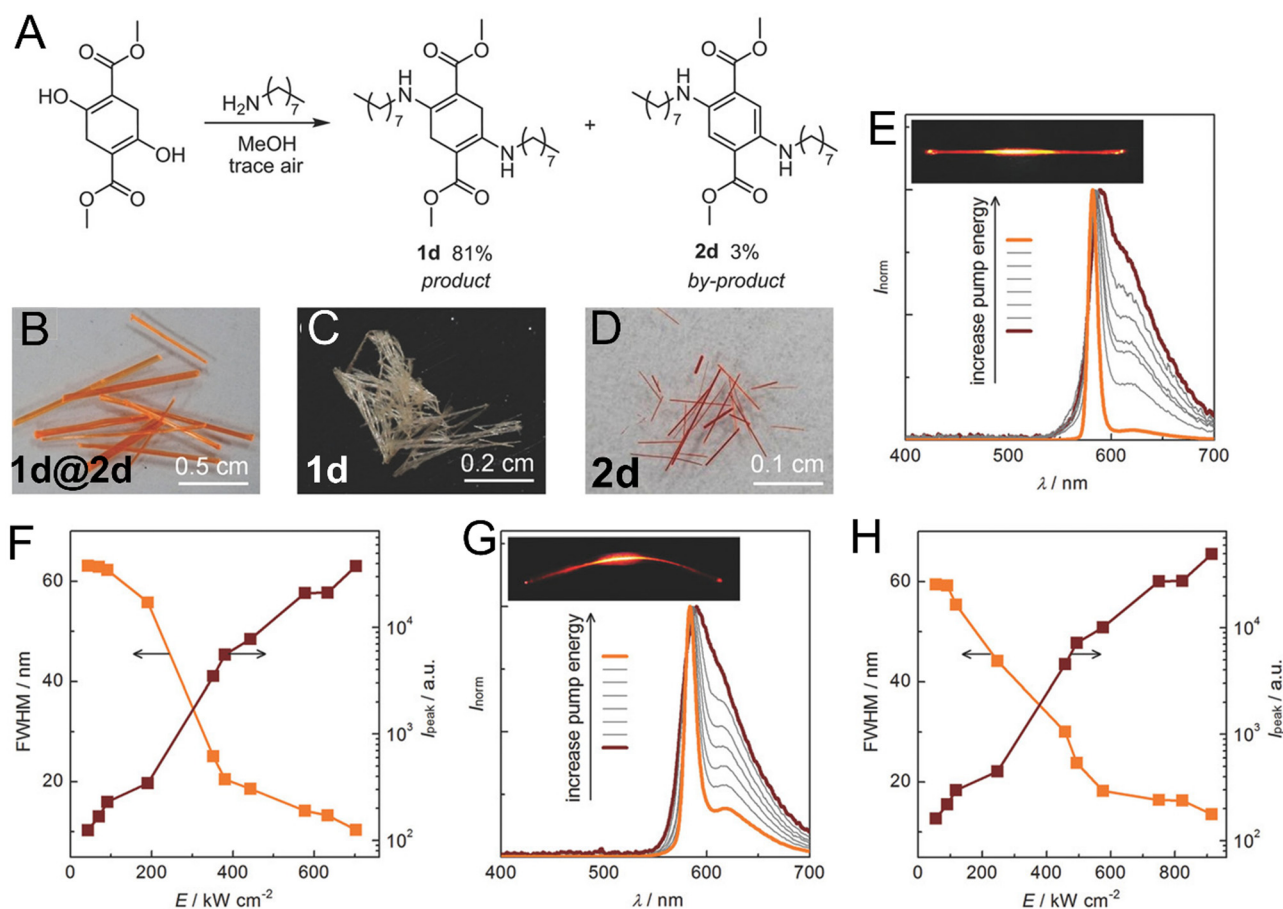 A
O
O
HO
OH
O
O
H₂N
7
MeOH
trace air
O
O
H
N
7
N
H
7
O
O
1d 81%
product
+
O
O
H
N
7
N
H
7
O
O
2d 3%
by-product
B
1d@2d
0.5 cm
C
1d
0.2 cm
D
2d
0.1 cm
E
increase pump energy
I norm
400 500 600 700
λ / nm
F
FWHM / nm
60
40
20
10⁴
10³
10²
I peak / a.u.
0 200 400 600
E / kW cm⁻²
G
increase pump energy
I norm
400 500 600 700
λ / nm
H
FWHM / nm
60
40
20
10⁴
10³
10²
I peak / a.u.
0 200 400 600 800
E / kW cm⁻²